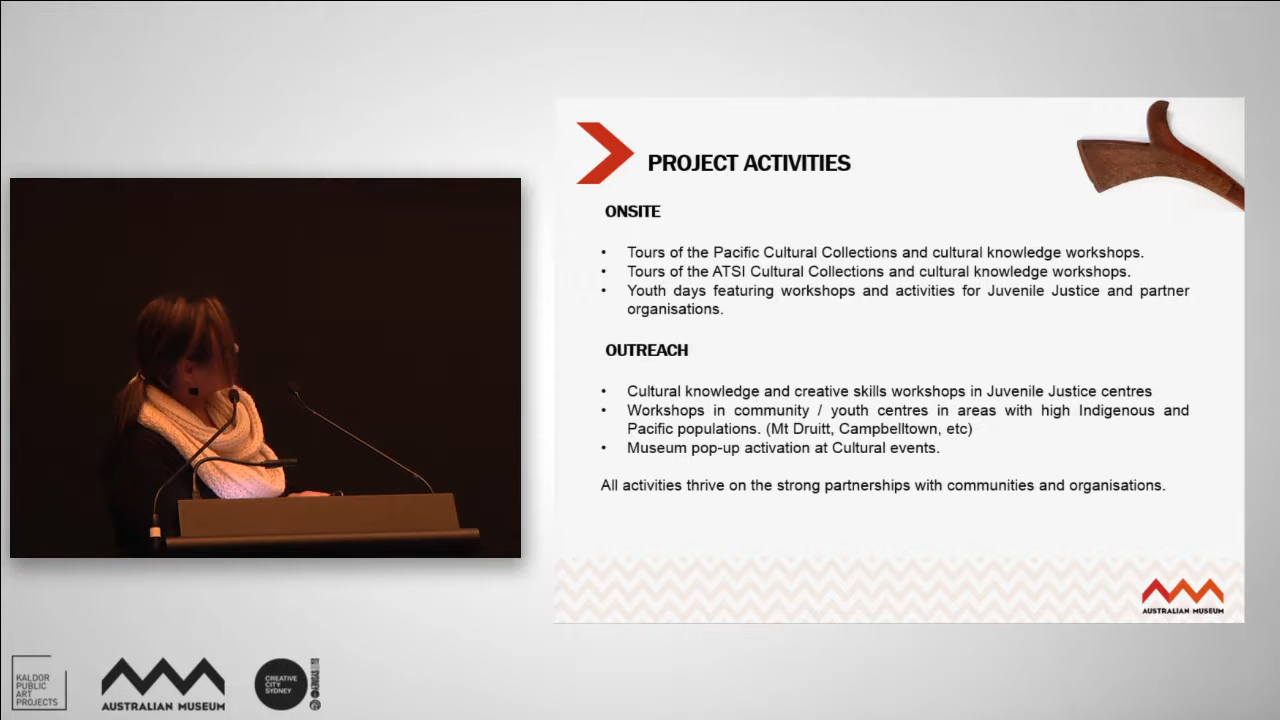 PROJECT ACTIVITIES
ONSITE
• Tours of the Pacific Cultural Collections and cultural knowledge workshops.
• Tours of the ATSI Cultural Collections and cultural knowledge workshops.
• Youth days featuring workshops and activities for Juvenile Justice and partner
organisations.
OUTREACH
• Cultural knowledge and creative skills workshops in Juvenile Justice centres
• Workshops in community / youth centres in areas with high Indigenous and
Pacific populations. (Mt Druitt, Campbelltown, etc)
• Museum pop-up activation at Cultural events.
All activities thrive on the strong partnerships with communities and organisations.
AUSTRALIAN MUSEUM
KALDOR
PUBLIC
ART
PROJECTS
AUSTRALIAN MUSEUM
CREATIVE
CITY
SYDNEY